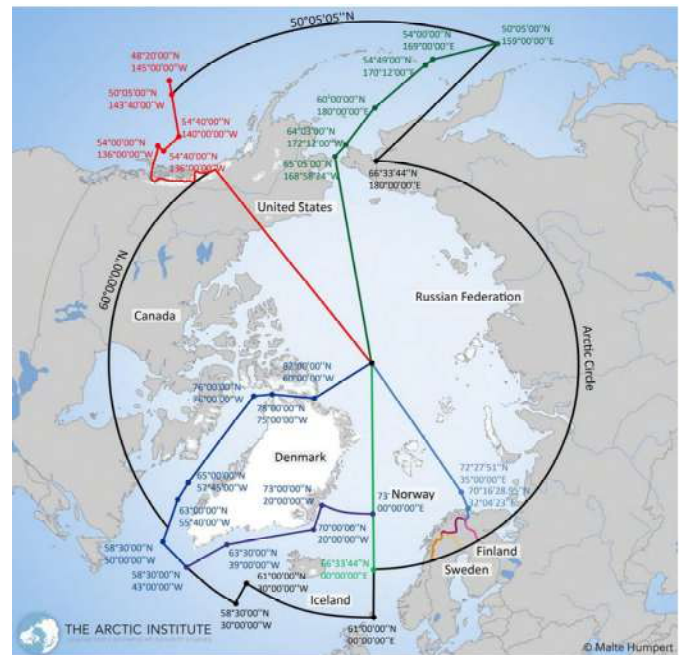 50°05'05''N
50°05'00''N
159°00'00''E
54°00'00''N
169°00'00''E
54°49'00''N
170°12'00''E
48°20'00''N
145°00'00''W
50°05'00''N
143°40'00''W
54°40'00''N
140°00'00''W
54°00'00''N
136°00'00''W
54°40'00''N
136°00'00''W
60°00'00''N
180°00'00''E
64°03'00''N
172°12'00''W
65°05'00''N
168°58'24''W
66°33'44''N
180°00'00''E
United States
60°00'00''N
Canada
Russian Federation
Arctic Circle
82°00'00''N
60°00'00''W
76°00'00''N
76°00'00''W
78°00'00''N
75°00'00''W
Denmark
65°00'00''N
57°45'00''W
63°00'00''N
55°40'00''W
73°00'00''N
20°00'00''W
Norway
73°
00°00'00''E
72°27'51''N
35°00'00''E
70°16'28.95''N
32°04'23''E
70°00'00''N
20°00'00''W
58°30'00''N
50°00'00''W
58°30'00''N
43°00'00''W
63°30'00''N
39°00'00''W
66°33'44''N
00°00'00''E
Finland
Sweden
61°00'00''N
30°00'00''W
58°30'00''N
30°00'00''W
Iceland
61°00'00''N
00°00'00''E
THE ARCTIC INSTITUTE
© Malte Humpert